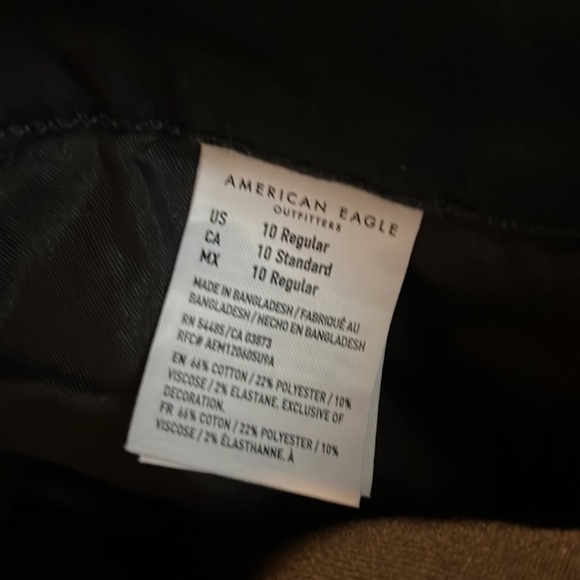 AMERICAN EAGLE
OUTFITTERS
US 10 Regular
CA 10 Standard
MX 10 Regular
MADE IN BANGLADESH / FABRIQUÉ AU
BANGLADESH / HECHO EN BANGLADESH
RN 54485/CA 03873
RFC# AEM120605U9A
EN 66% COTTON / 22% POLYESTER / 10%
VISCOSE / 2% ELASTANE. EXCLUSIVE OF
DECORATION.
FR 66% COTON / 22% POLYESTER / 10%
VISCOSE / 2% ÉLASTHANNE, À